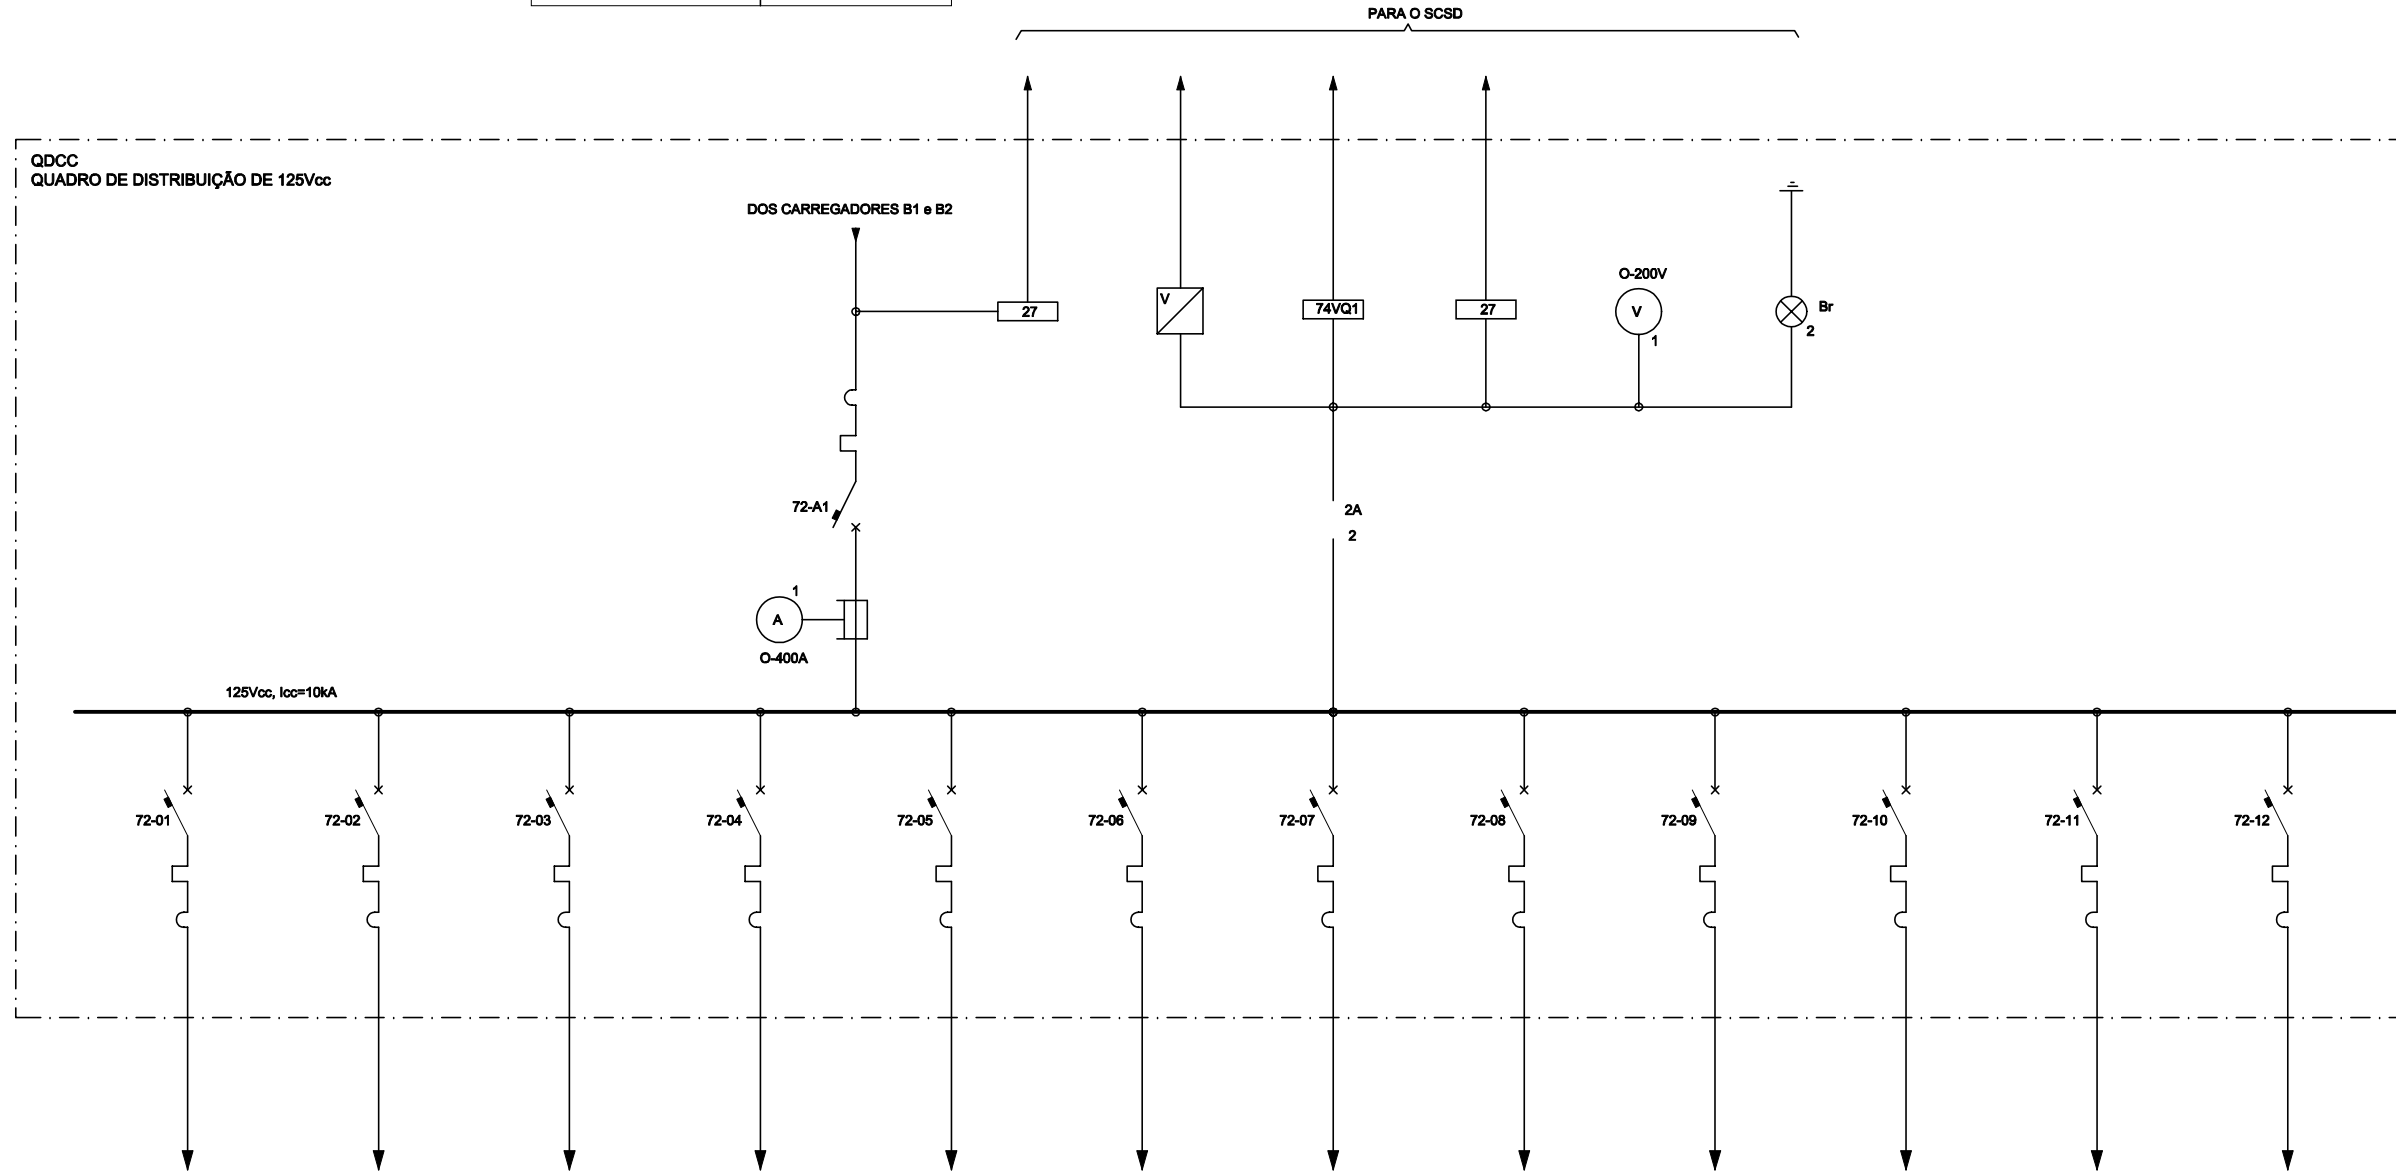 PARA O SCSD
QDCC
QUADRO DE DISTRIBUIÇÃO DE 125Vcc
DOS CARREGADORES B1 e B2
27
V
74VQ1
27
O-200V
V
1
Br
2
72-A1
2A
2
1
A
O-400A
125Vcc, Icc=10kA
72-01
72-02
72-03
72-04
72-05
72-06
72-07
72-08
72-09
72-10
72-11
72-12